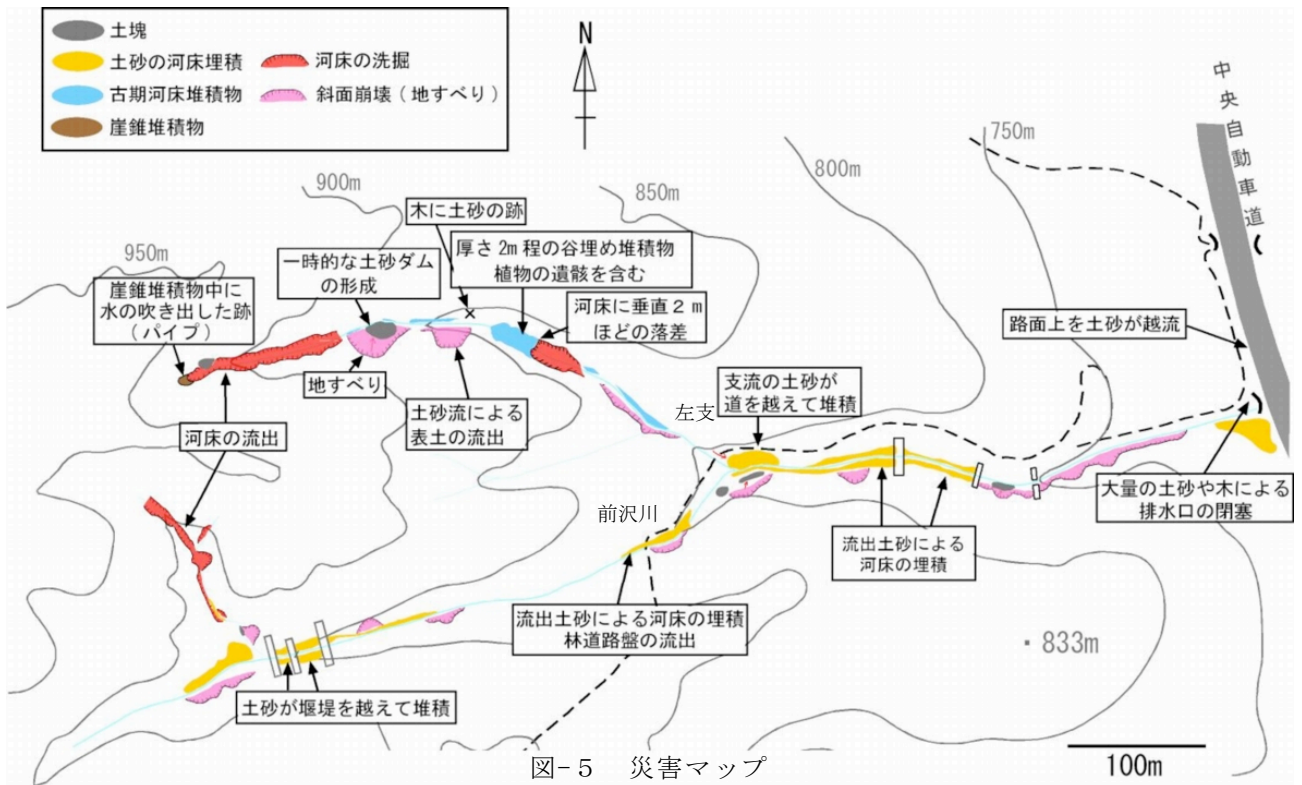 土塊
土砂の河床埋積
河床の洗掘
古期河床堆積物
斜面崩壊(地すべり)
崖錐堆積物
N
中央自動車道
750m
800m
850m
900m
950m
木に土砂の跡
厚さ2m程の谷埋め堆積物
植物の遺骸を含む
一時的な土砂ダム
の形成
崖錐堆積物中に
水の吹き出した跡
(パイプ)
河床に垂直2m
ほどの落差
路面上を土砂が越流
地すべり
土砂流による
表土の流出
支流の土砂が
道を越えて堆積
左支
河床の流出
大量の土砂や木による
排水口の閉塞
前沢川
流出土砂による
河床の埋積
流出土砂による河床の埋積
林道路盤の流出
833m
土砂が堰堤を越えて堆積
100m
図-5 災害マップ